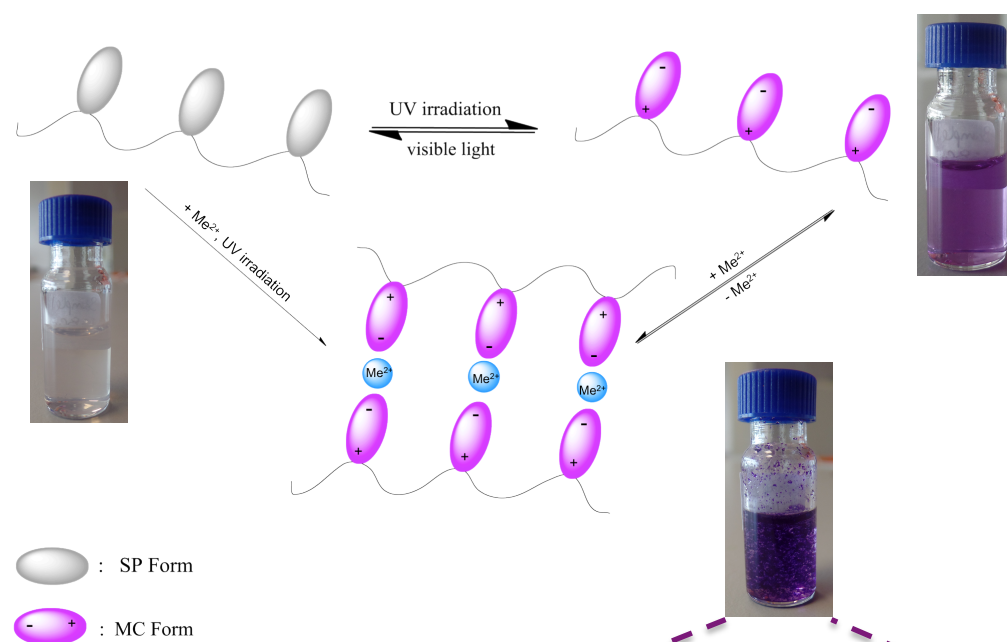 UV irradiation
visible light
+ Me²⁺, UV irradiation
+ Me²⁺
- Me²⁺
- - -
+ + +
+ + +
- - -
Me²⁺ Me²⁺ Me²⁺
- - -
+ + +
: SP Form
- + : MC Form